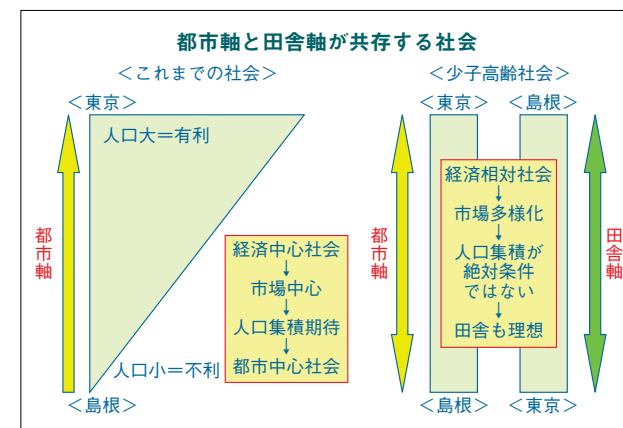 都市軸と田舎軸が共存する社会
＜これまでの社会＞
＜東京＞
人口大＝有利
都市軸
経済中心社会
↓
市場中心
↓
人口集積期待
↓
都市中心社会
人口小＝不利
＜島根＞
＜少子高齢社会＞
＜東京＞
＜島根＞
都市軸
経済相対社会
↓
市場多様化
↓
人口集積が
絶対条件
ではない
↓
田舎も理想
田舎軸
＜島根＞
＜東京＞